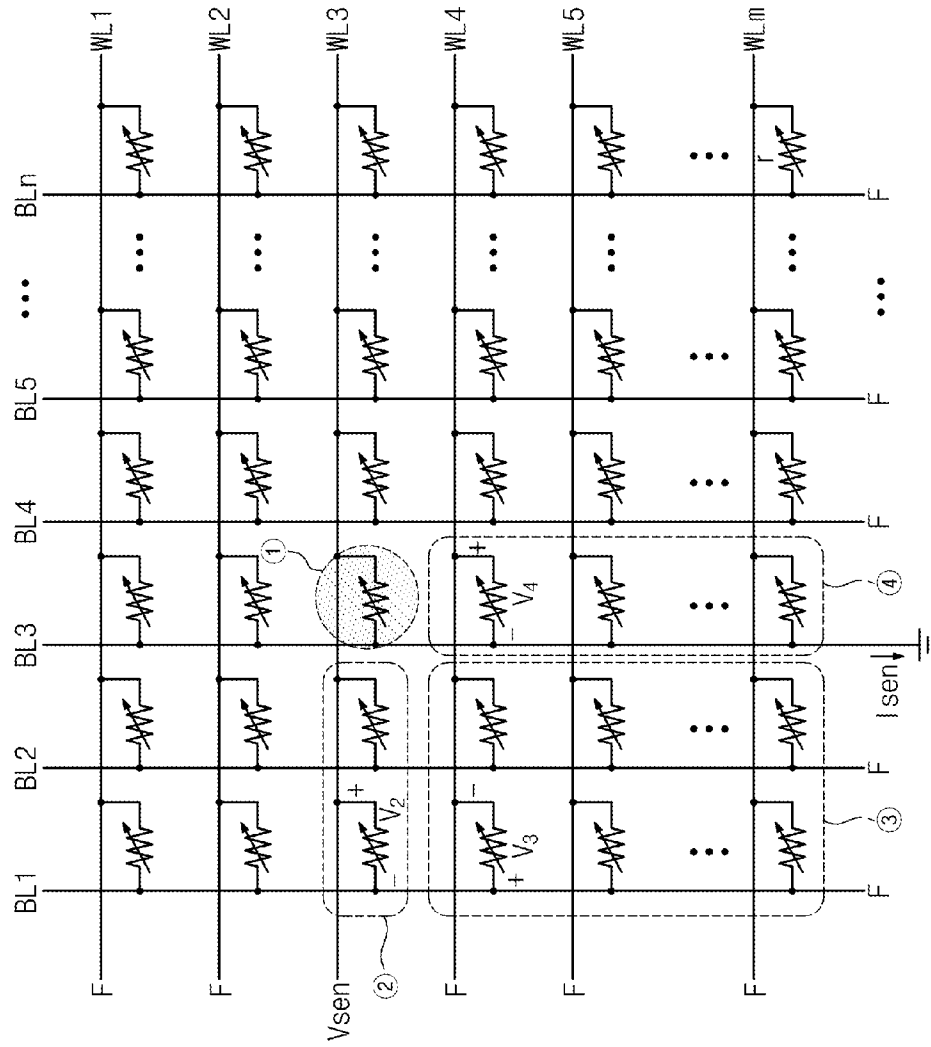 WL1
WL2
WL3
WL4
WL5
WLm
BLn
BL5
BL4
BL3
BL2
BL1
r
①
②
③
④
+
V2
-
-
V3
+
+
V4
-
F
F
Vsen
F
F
F
F
F
F
F
F
Isen